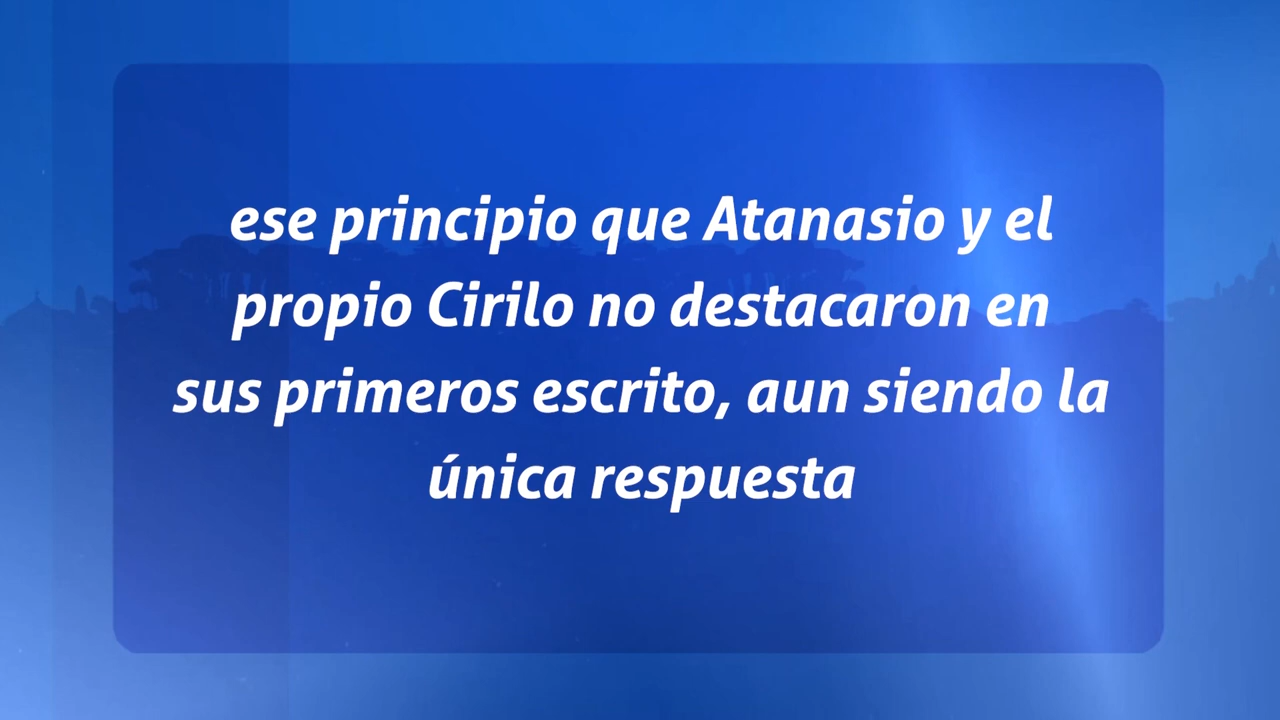 ese principio que Atanasio y el
propio Cirilo no destacaron en
sus primeros escrito, aun siendo la
única respuesta